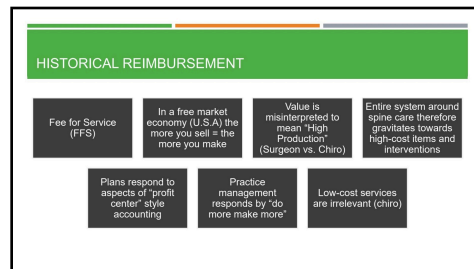 HISTORICAL REIMBURSEMENT
Fee for Service
(FFS)
In a free market
economy (U.S.A) the
more you sell = the
more you make
Value is
misinterpreted to
mean “High
Production”
(Surgeon vs. Chiro)
Entire system around
spine care therefore
gravitates towards
high-cost items and
interventions
Plans respond to
aspects of “profit
center” style
accounting
Practice
management
responds by “do
more make more”
Low-cost services
are irrelevant (chiro)